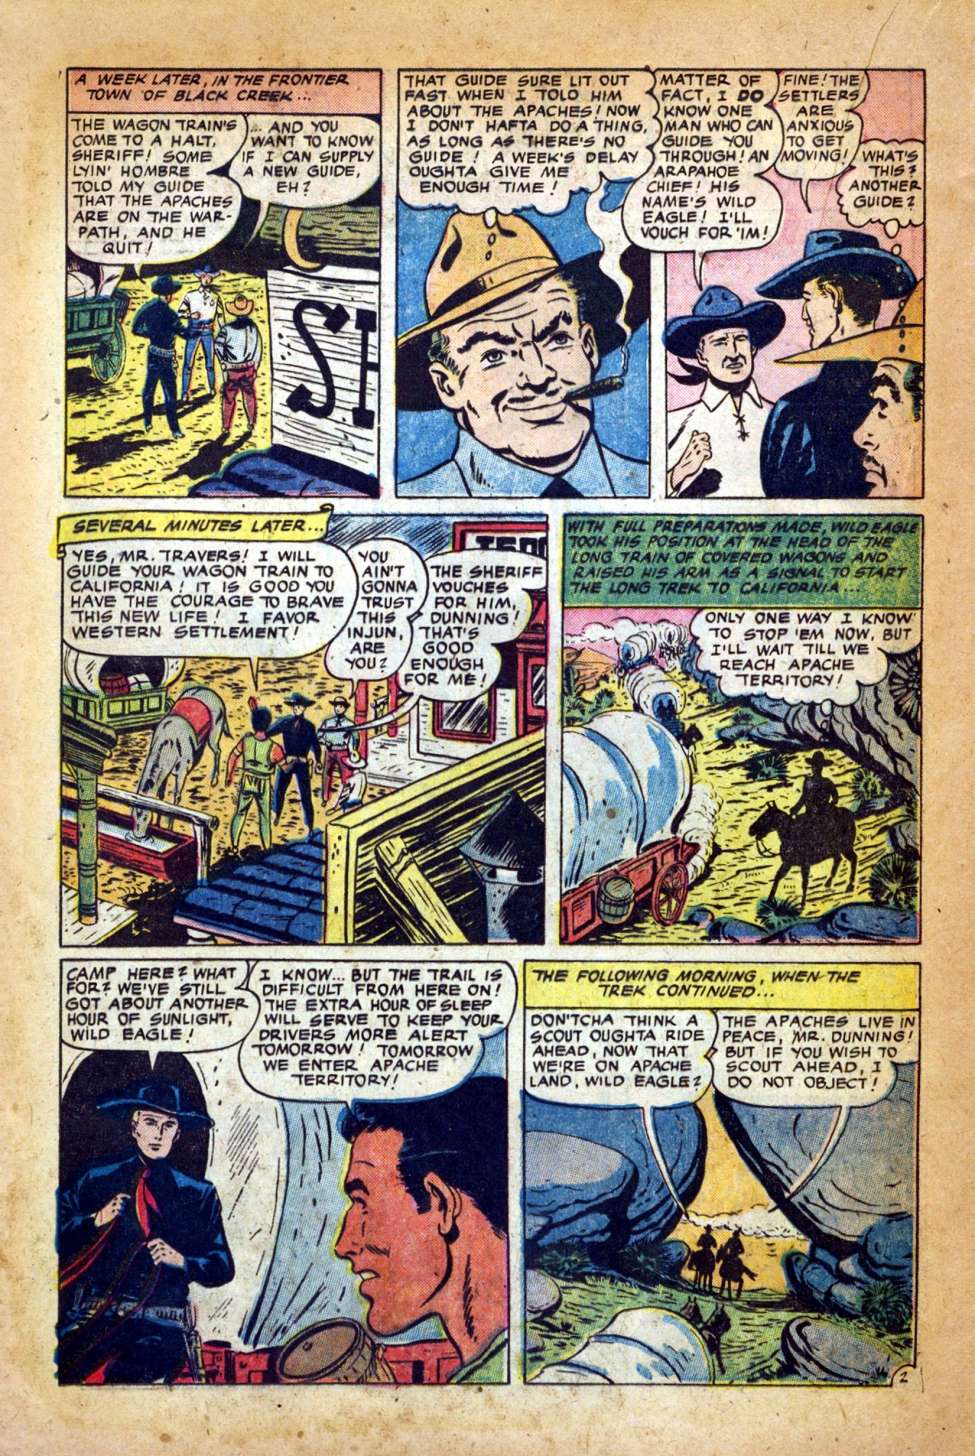 A WEEK LATER, IN THE FRONTIER
TOWN OF BLACK CREEK...
THE WAGON TRAIN'S
COME TO A HALT,
SHERIFF! SOME
LYIN' HOMBRE
TOLD MY GUIDE
THAT THE APACHES
ARE ON THE WAR-
PATH, AND HE
QUIT!
... AND YOU
WANT TO KNOW
IF I CAN SUPPLY
A NEW GUIDE,
EH?
SH
THAT GUIDE SURE LIT OUT
FAST WHEN I TOLD HIM
ABOUT THE APACHES! NOW
I DON'T HAFTA DO A THING,
AS LONG AS THERE'S NO
GUIDE! A WEEK'S DELAY
OUGHTA GIVE ME
ENOUGH TIME!
MATTER OF
FACT, I DO
KNOW ONE
MAN WHO CAN
GUIDE YOU
THROUGH! AN
ARAPAHOE
CHIEF! HIS
NAME'S WILD
EAGLE! I'LL
VOUCH FOR 'IM!
FINE! THE
SETTLERS
ARE
ANXIOUS
TO GET
MOVING!
WHAT'S
THIS?
ANOTHER
GUIDE?
SEVERAL MINUTES LATER...
YES, MR. TRAVERS! I WILL
GUIDE YOUR WAGON TRAIN TO
CALIFORNIA! IT IS GOOD YOU
HAVE THE COURAGE TO BRAVE
THIS NEW LIFE! I FAVOR
WESTERN SETTLEMENT!
YOU
AIN'T
GONNA
TRUST
THIS
INJUN,
ARE
YOU?
THE SHERIFF
VOUCHES
FOR HIM,
DUNNING!
THAT'S
GOOD
ENOUGH
FOR ME!
WITH FULL PREPARATIONS MADE, WILD EAGLE
TOOK HIS POSITION AT THE HEAD OF THE
LONG TRAIN OF COVERED WAGONS AND
RAISED HIS ARM AS A SIGNAL TO START
THE LONG TREK TO CALIFORNIA...
ONLY ONE WAY I KNOW
TO STOP 'EM NOW, BUT
I'LL WAIT TILL WE
REACH APACHE
TERRITORY!
CAMP HERE? WHAT
FOR? WE'VE STILL
GOT ABOUT ANOTHER
HOUR OF SUNLIGHT,
WILD EAGLE!
I KNOW... BUT THE TRAIL IS
DIFFICULT FROM HERE ON!
THE EXTRA HOUR OF SLEEP
WILL SERVE TO KEEP YOUR
DRIVERS MORE ALERT
TOMORROW! TOMORROW
WE ENTER APACHE
TERRITORY!
THE FOLLOWING MORNING, WHEN THE
TREK CONTINUED...
DON'TCHA THINK A
SCOUT OUGHTA RIDE
AHEAD, NOW THAT
WE'RE ON APACHE
LAND, WILD EAGLE?
THE APACHES LIVE IN
PEACE, MR. DUNNING!
BUT IF YOU WISH TO
SCOUT AHEAD, I
DO NOT OBJECT!
2